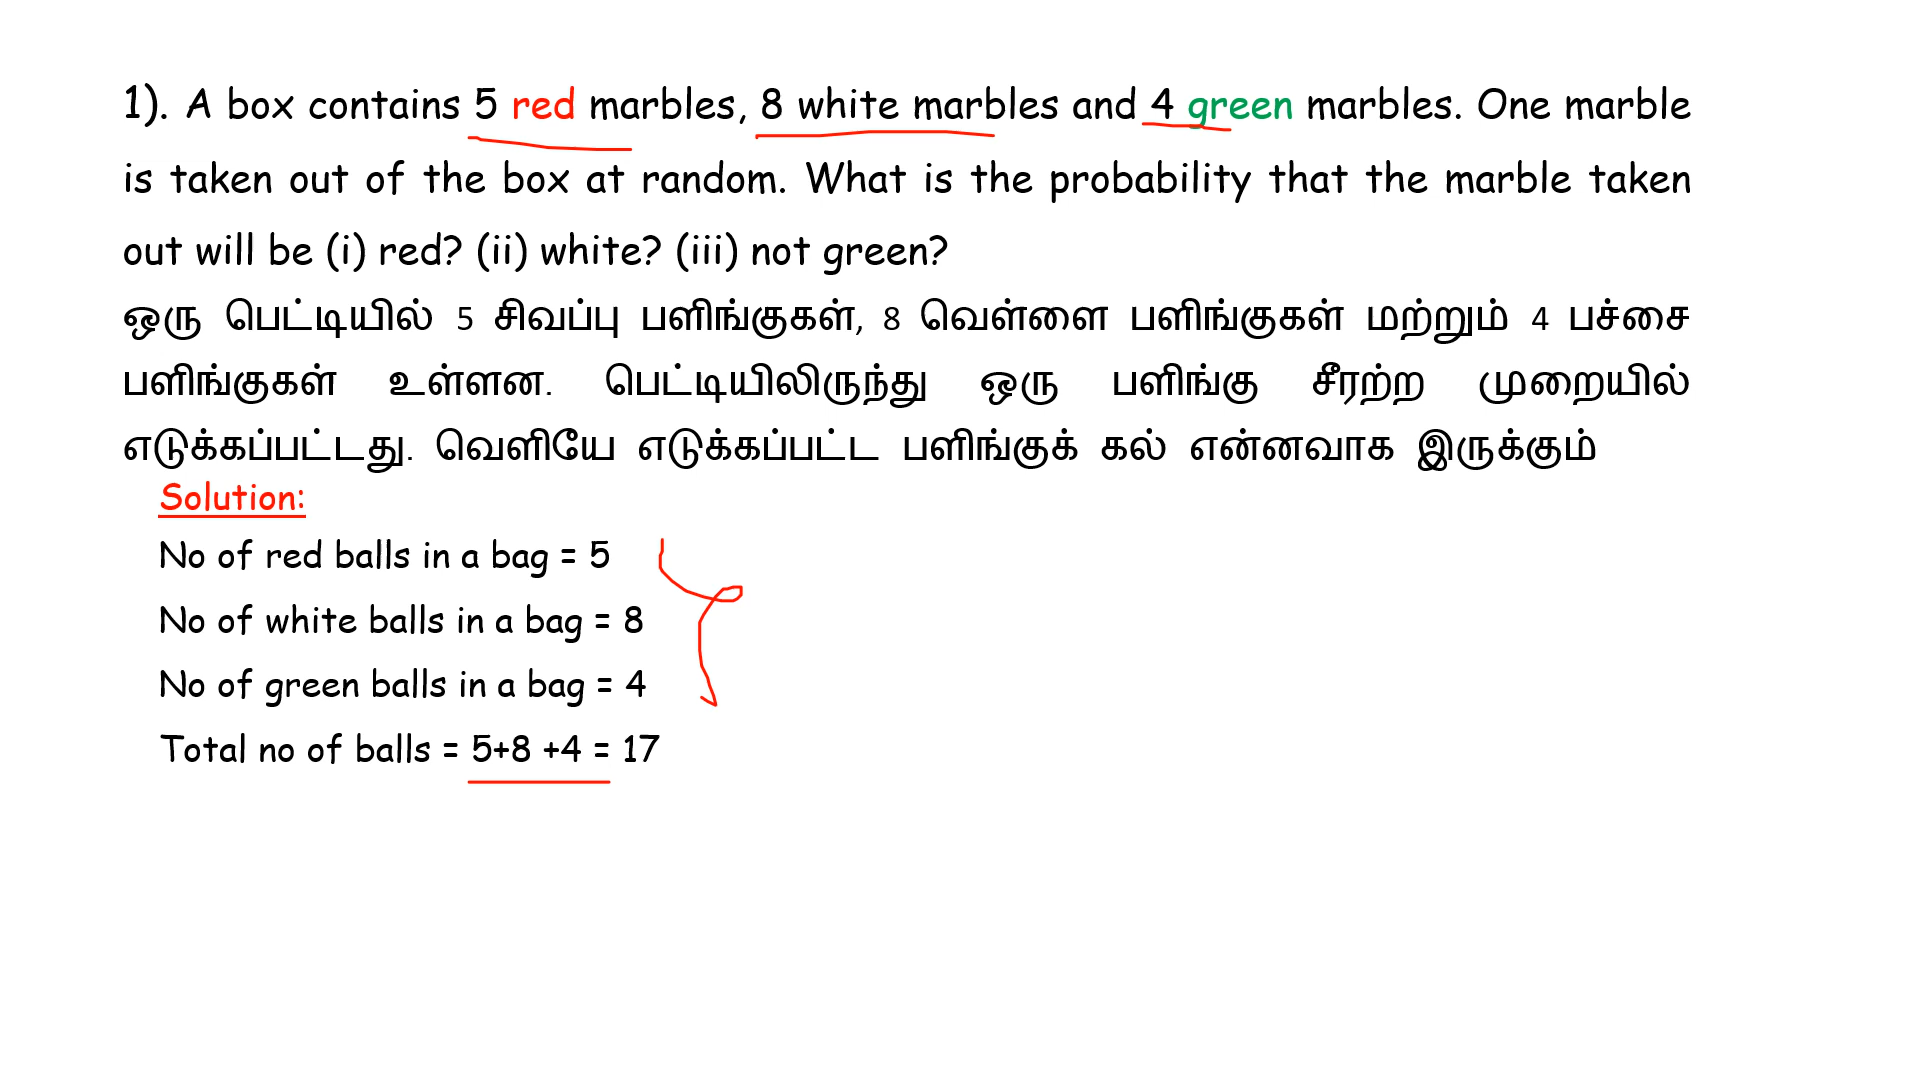 1). A box contains 5 red marbles, 8 white marbles and 4 green marbles. One marble
is taken out of the box at random. What is the probability that the marble taken
out will be (i) red? (ii) white? (iii) not green?
ஒரு பெட்டியில் 5 சிவப்பு பளிங்குகள், 8 வெள்ளை பளிங்குகள் மற்றும் 4 பச்சை
பளிங்குகள் உள்ளன. பெட்டியிலிருந்து ஒரு பளிங்கு சீரற்ற முறையில்
எடுக்கப்பட்டது. வெளியே எடுக்கப்பட்ட பளிங்குக் கல் என்னவாக இருக்கும்
Solution:
No of red balls in a bag = 5
No of white balls in a bag = 8
No of green balls in a bag = 4
Total no of balls = 5+8 +4 = 17